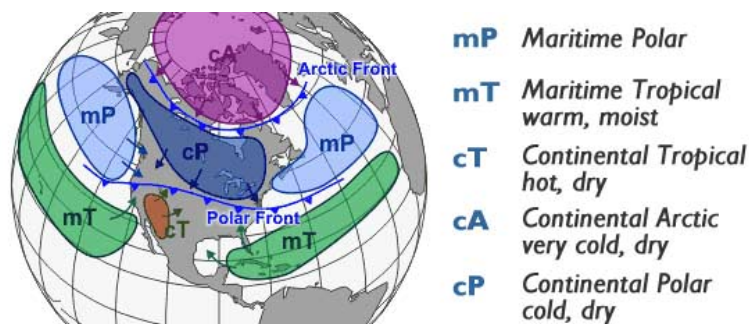 cA
Arctic Front
mP
mP
cP
mT
cT
Polar Front
mT
mP Maritime Polar
mT Maritime Tropical
warm, moist
cT Continental Tropical
hot, dry
cA Continental Arctic
very cold, dry
cP Continental Polar
cold, dry